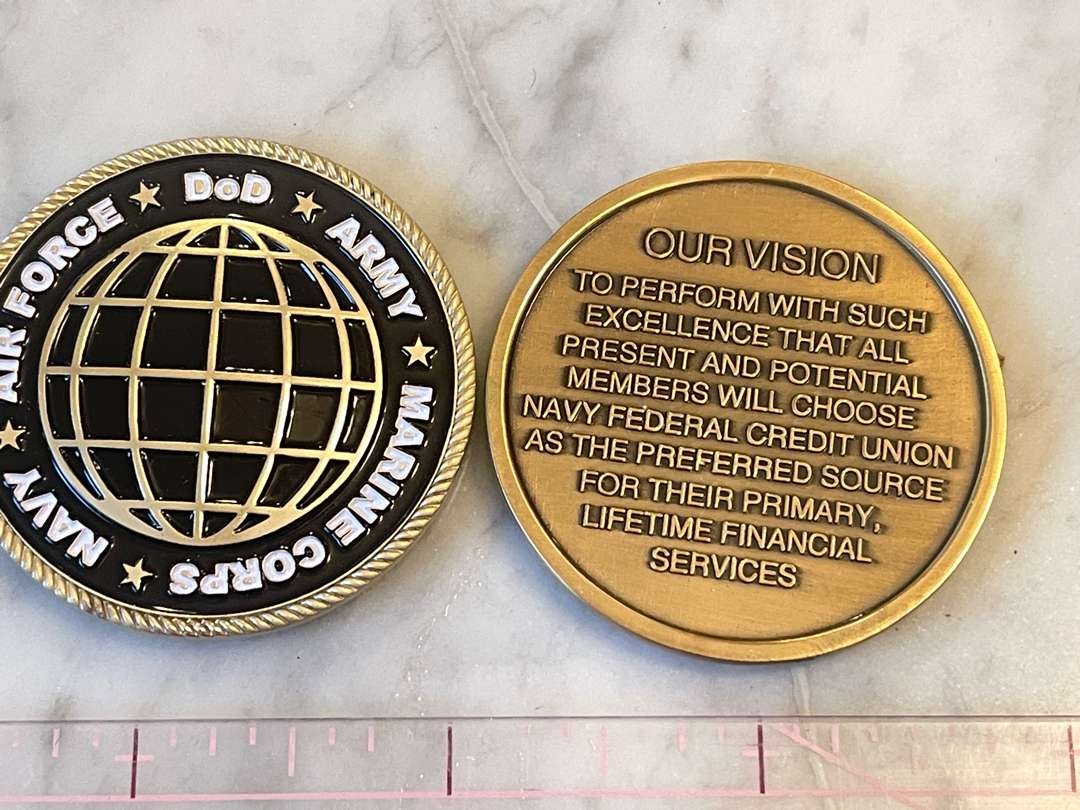 DoD
ARMY
MARINE CORPS
NAVY
AIR FORCE
OUR VISION
TO PERFORM WITH SUCH
EXCELLENCE THAT ALL
PRESENT AND POTENTIAL
MEMBERS WILL CHOOSE
NAVY FEDERAL CREDIT UNION
AS THE PREFERRED SOURCE
FOR THEIR PRIMARY,
LIFETIME FINANCIAL
SERVICES